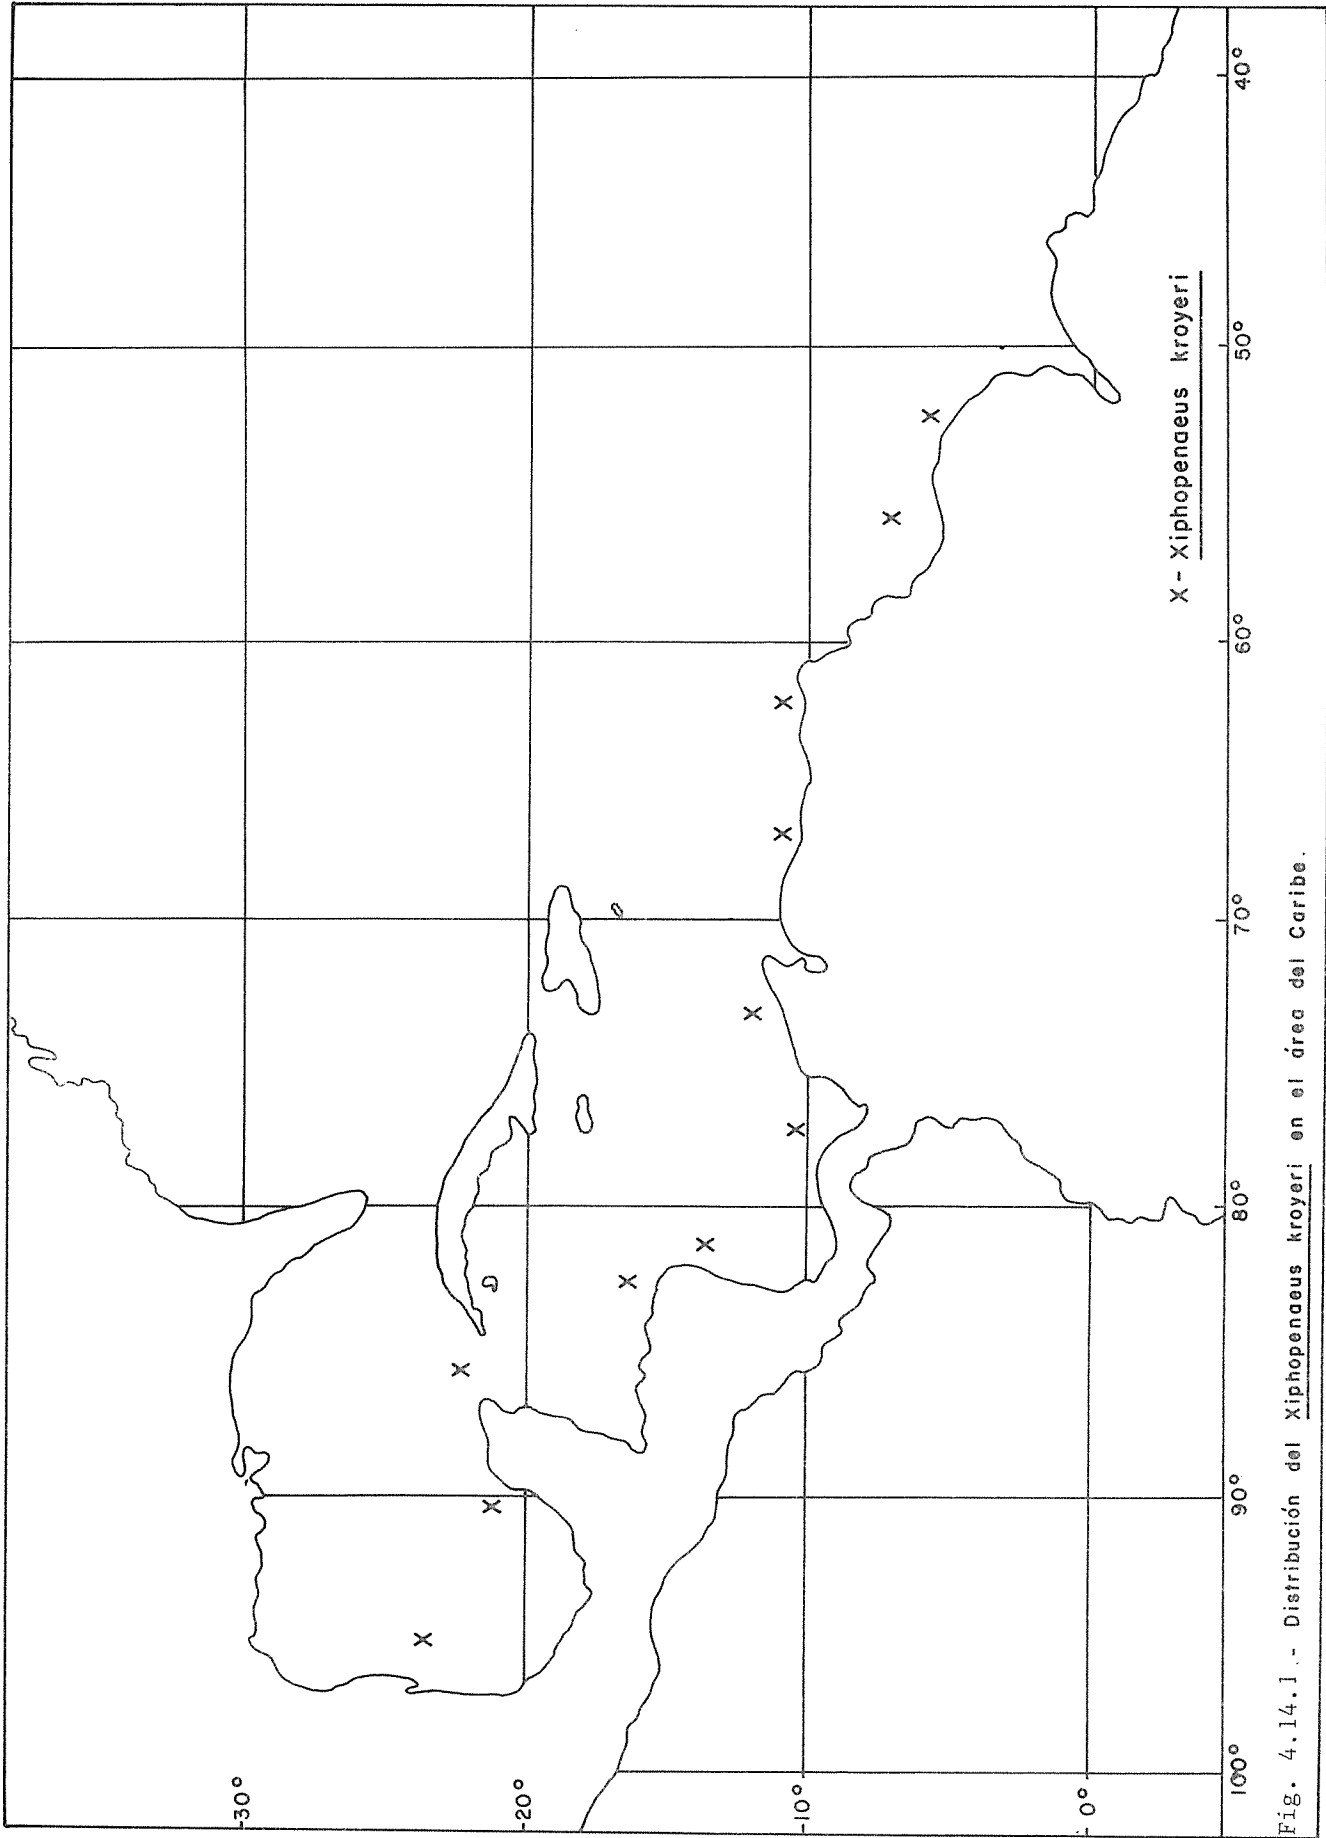 -30°
-20°
-10°
-0°
100°
90°
80°
70°
60°
50°
40°
X
X
X
X
X
X
X
X
X
X
X
X
X - Xiphopenaeus kroyeri
Fig. 4.14.1.- Distribución del Xiphopenaeus kroyeri en el área del Caribe.